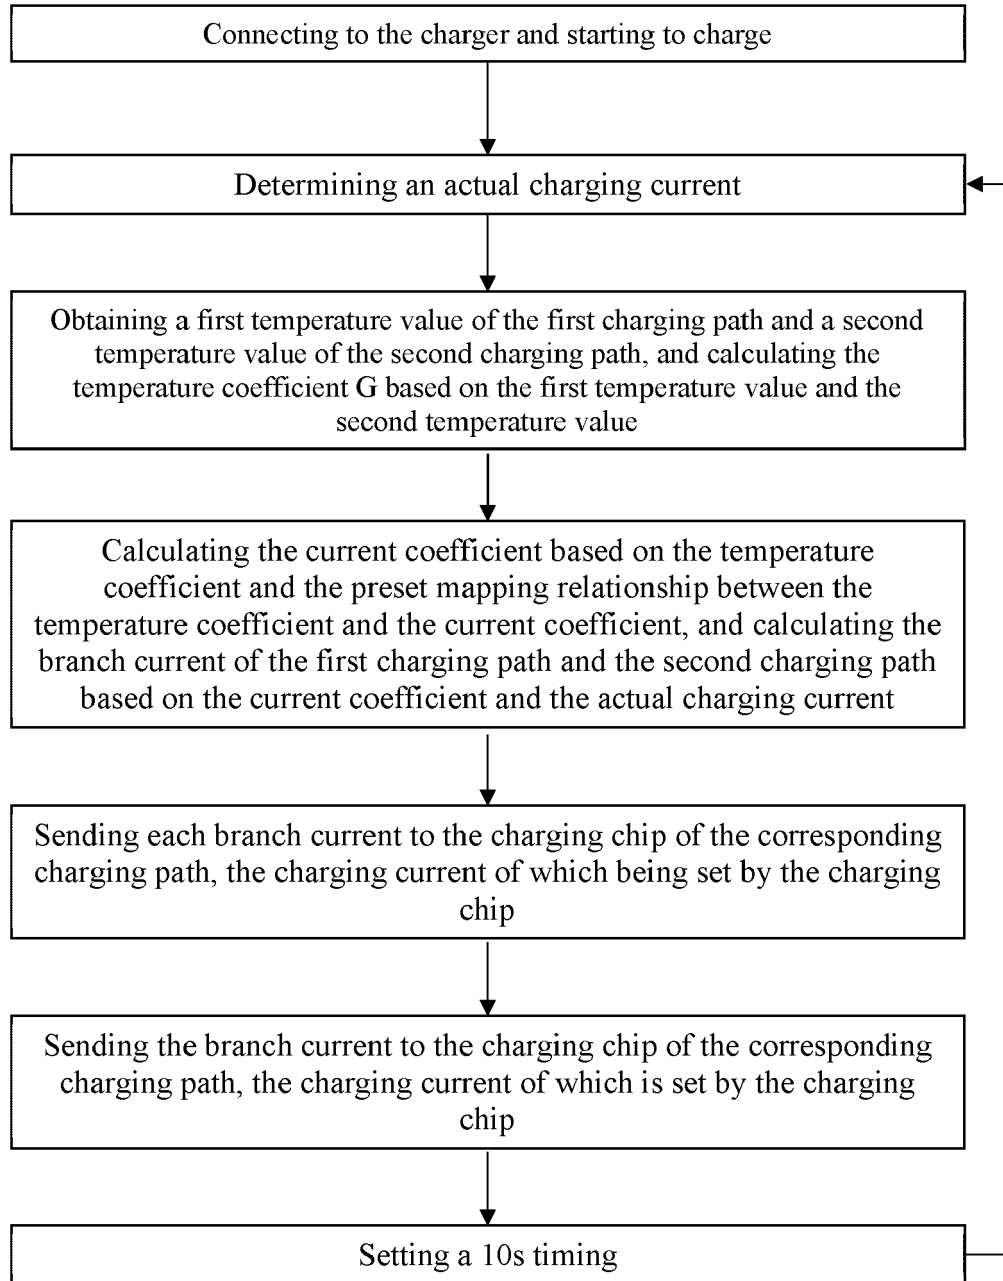 Connecting to the charger and starting to charge
Determining an actual charging current
Obtaining a first temperature value of the first charging path and a second
temperature value of the second charging path, and calculating the
temperature coefficient G based on the first temperature value and the
second temperature value
Calculating the current coefficient based on the temperature
coefficient and the preset mapping relationship between the
temperature coefficient and the current coefficient, and calculating the
branch current of the first charging path and the second charging path
based on the current coefficient and the actual charging current
Sending each branch current to the charging chip of the corresponding
charging path, the charging current of which being set by the charging
chip
Sending the branch current to the charging chip of the corresponding
charging path, the charging current of which is set by the charging
chip
Setting a 10s timing